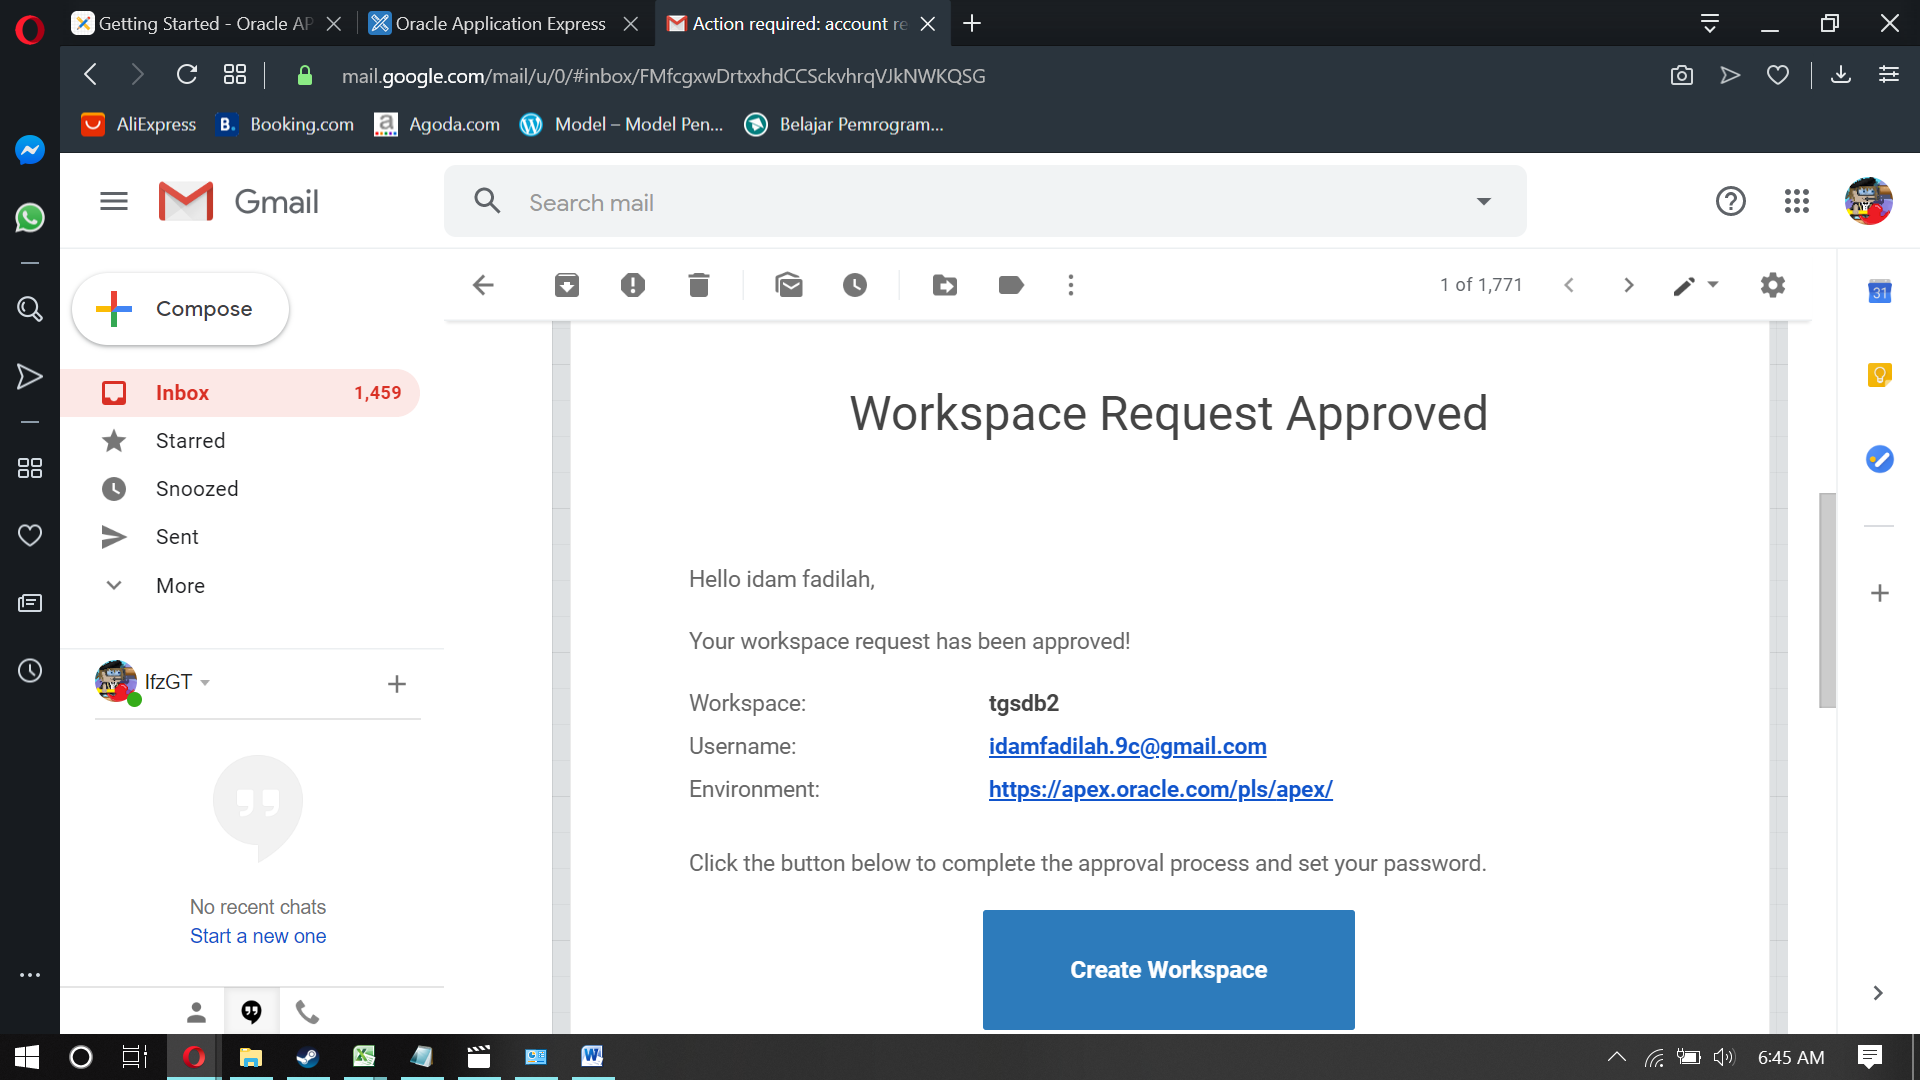 Getting Started - Oracle AP
Oracle Application Express
Action required: account re
mail.google.com/mail/u/0/#inbox/FMfcgxwDrtxxhdCCSckvhrqVJkNWKQSG
AliExpress
B. Booking.com
a Agoda.com
Model – Model Pen...
Belajar Pemrogram...
Gmail
Search mail
Compose
1 of 1,771
31
Inbox 1,459
Starred
Snoozed
Sent
More
IfzGT
No recent chats
Start a new one
Workspace Request Approved
Hello idam fadilah,
Your workspace request has been approved!
Workspace: tgsdb2
Username: idamfadilah.9c@gmail.com
Environment: https://apex.oracle.com/pls/apex/
Click the button below to complete the approval process and set your password.
Create Workspace
6:45 AM